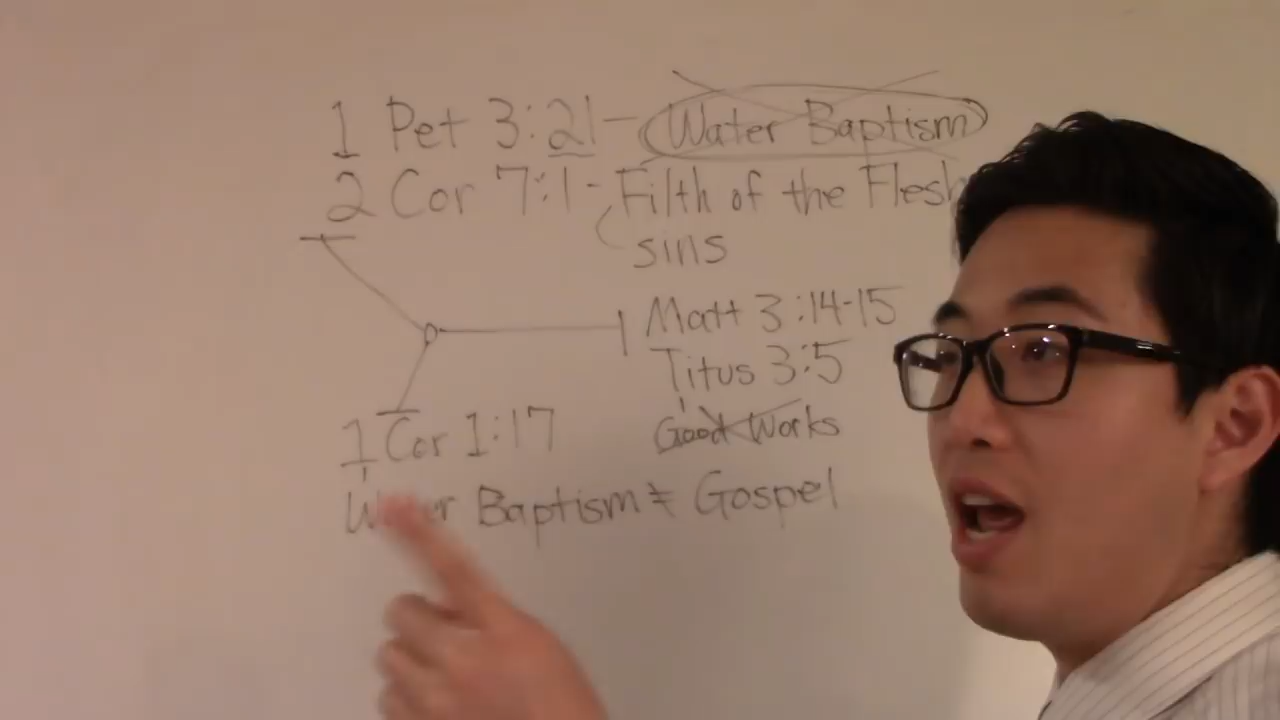 1 Pet 3:21- Water Baptism
2 Cor 7:1- Filth of the Flesh
sins
Matt 3:14-15
Titus 3:5
Good Works
1 Cor 1:17
Water Baptism ≠ Gospel